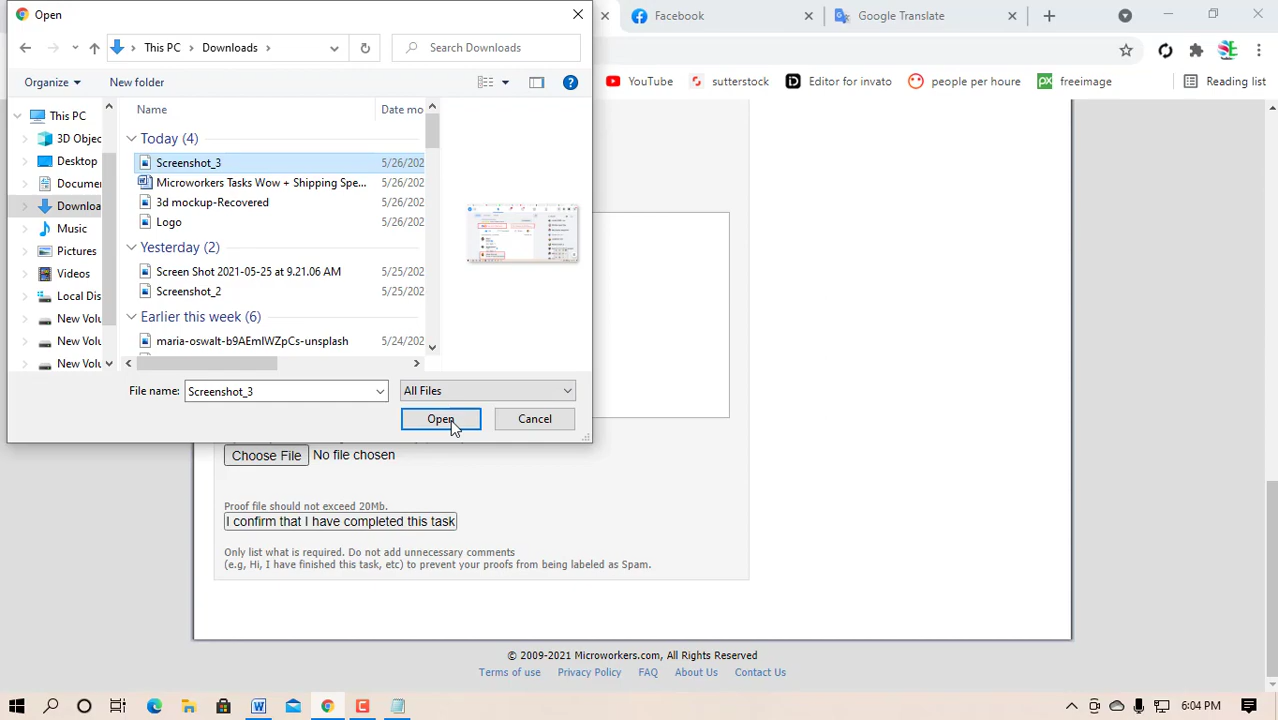 Open
Facebook
Google Translate
This PC
Downloads
Search Downloads
Organize
New folder
YouTube
sutterstock
Editor for invato
people per houre
freeimage
Reading list
Name
Date mo
This PC
3D Objec
Desktop
Documen
Downloa
Music
Pictures
Videos
Local Dis
New Volu
New Volu
New Volu
Today (4)
Screenshot_3
5/26/202
Microworkers Tasks Wow + Shipping Spe...
5/26/202
3d mockup-Recovered
5/26/202
Logo
5/26/202
Yesterday (2)
Screen Shot 2021-05-25 at 9.21.06 AM
5/25/202
Screenshot_2
5/25/202
Earlier this week (6)
maria-oswalt-b9AEmIWZpCs-unsplash
5/24/202
File name:
Screenshot_3
All Files
Open
Cancel
Choose File
No file chosen
Proof file should not exceed 20Mb.
I confirm that I have completed this task
Only list what is required. Do not add unnecessary comments
(e.g, Hi, I have finished this task, etc) to prevent your proofs from being labeled as Spam.
© 2009-2021 Microworkers.com, All Rights Reserved
Terms of use
Privacy Policy
FAQ
About Us
Contact Us
6:04 PM